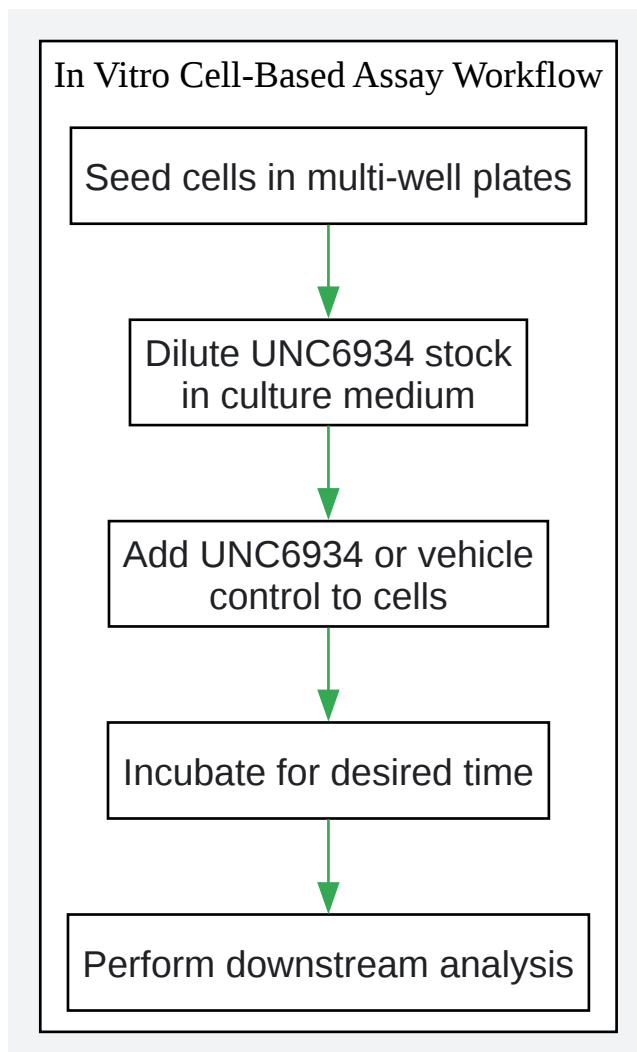 In Vitro Cell-Based Assay Workflow
Seed cells in multi-well plates
Dilute UNC6934 stock
in culture medium
Add UNC6934 or vehicle
control to cells
Incubate for desired time
Perform downstream analysis